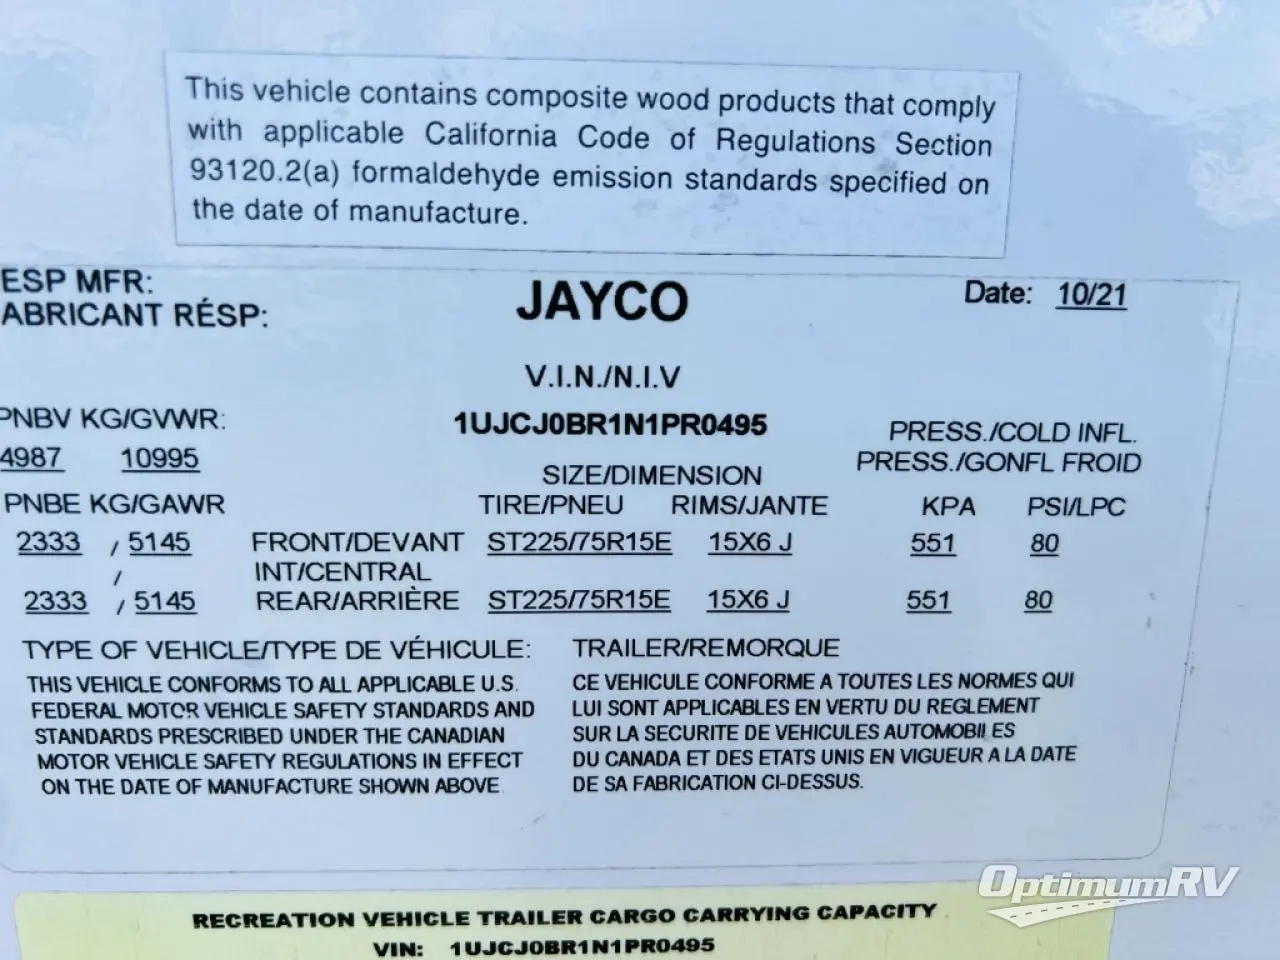 This vehicle contains composite wood products that comply
with applicable California Code of Regulations Section
93120.2(a) formaldehyde emission standards specified on
the date of manufacture.
ESP MFR:
ABRICANT RÉSP:
JAYCO
Date: 10/21
V.I.N./N.I.V
PNBV KG/GVWR:
1UJCJ0BR1N1PR0495
PRESS./COLD INFL.
4987 10995
SIZE/DIMENSION
PRESS./GONFL FROID
PNBE KG/GAWR
TIRE/PNEU RIMS/JANTE KPA PSI/LPC
2333 / 5145 FRONT/DEVANT ST225/75R15E 15X6 J 551 80
/ INT/CENTRAL
2333 / 5145 REAR/ARRIÈRE ST225/75R15E 15X6 J 551 80
TYPE OF VEHICLE/TYPE DE VÉHICULE: TRAILER/REMORQUE
THIS VEHICLE CONFORMS TO ALL APPLICABLE U.S.
FEDERAL MOTOR VEHICLE SAFETY STANDARDS AND
STANDARDS PRESCRIBED UNDER THE CANADIAN
MOTOR VEHICLE SAFETY REGULATIONS IN EFFECT
ON THE DATE OF MANUFACTURE SHOWN ABOVE
CE VEHICULE CONFORME A TOUTES LES NORMES QUI
LUI SONT APPLICABLES EN VERTU DU REGLEMENT
SUR LA SECURITE DE VEHICULES AUTOMOBILES
DU CANADA ET DES ETATS UNIS EN VIGUEUR A LA DATE
DE SA FABRICATION CI-DESSUS.
OptimumRV
RECREATION VEHICLE TRAILER CARGO CARRYING CAPACITY
VIN: 1UJCJ0BR1N1PR0495